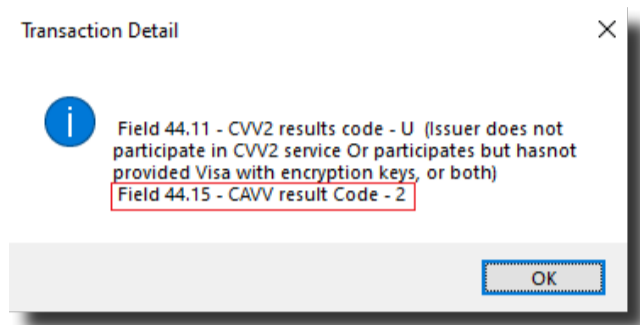 Transaction Detail
Field 44.11 - CVV2 results code - U  (Issuer does not
participate in CVV2 service Or participates but hasnot
provided Visa with encryption keys, or both)
Field 44.15 - CAVV result Code - 2
OK